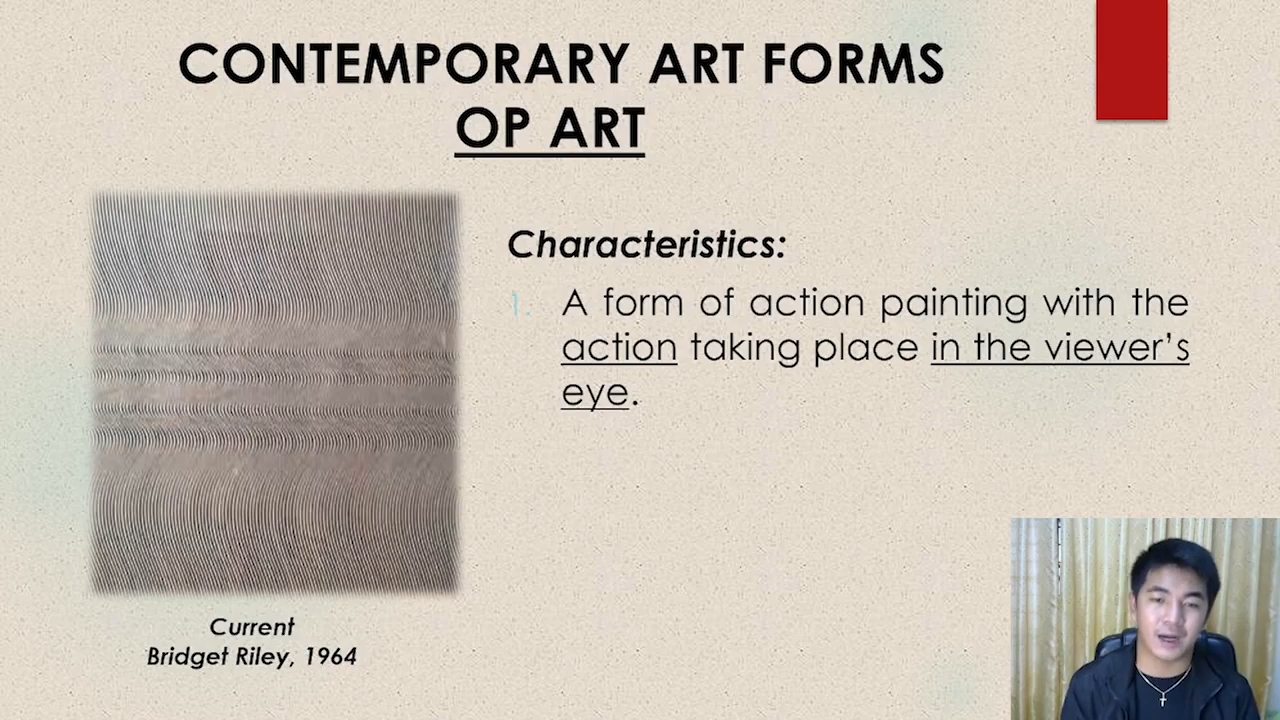 CONTEMPORARY ART FORMS
OP ART
Characteristics:
1. A form of action painting with the
action taking place in the viewer's
eye.
Current
Bridget Riley, 1964